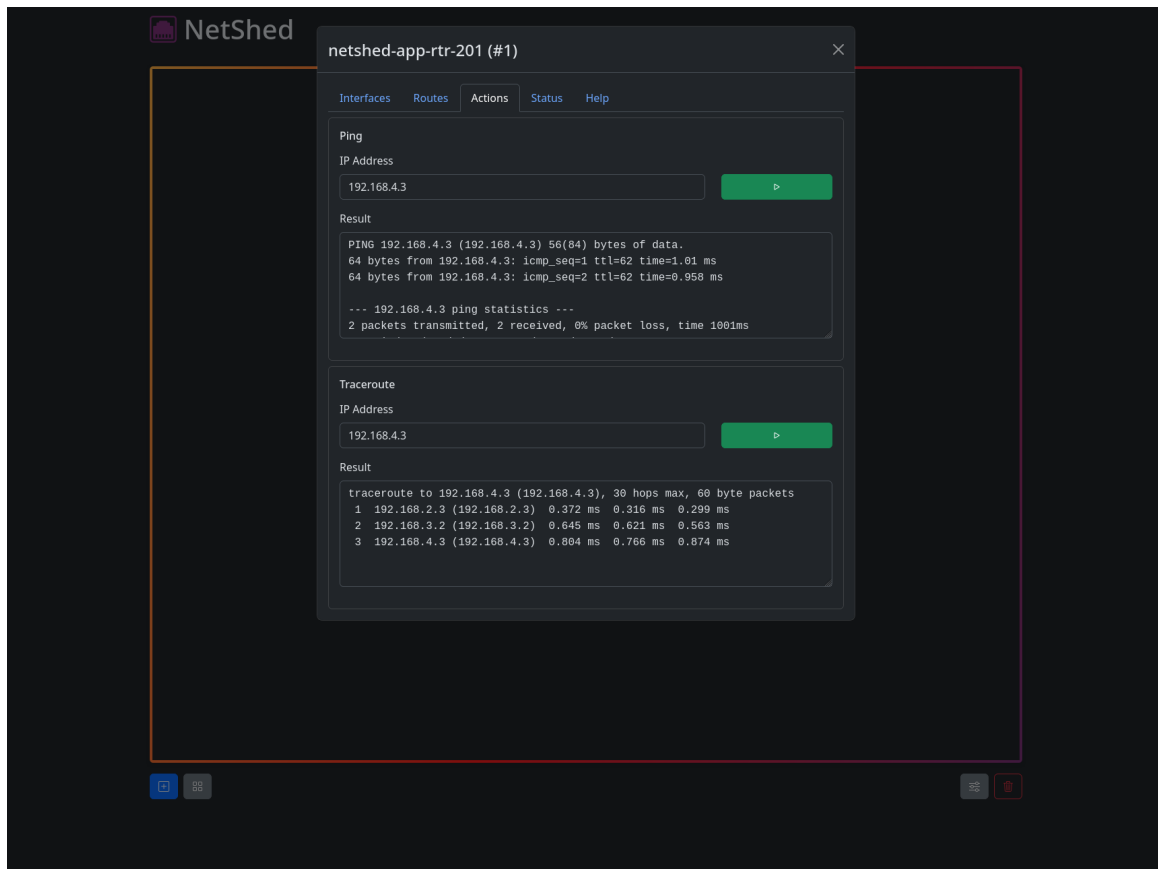 NetShed
netshed-app-rtr-201 (#1)
Interfaces Routes Actions Status Help
Ping
IP Address
192.168.4.3
Result
PING 192.168.4.3 (192.168.4.3) 56(84) bytes of data.
64 bytes from 192.168.4.3: icmp_seq=1 ttl=62 time=1.01 ms
64 bytes from 192.168.4.3: icmp_seq=2 ttl=62 time=0.958 ms
--- 192.168.4.3 ping statistics ---
2 packets transmitted, 2 received, 0% packet loss, time 1001ms
Traceroute
IP Address
192.168.4.3
Result
traceroute to 192.168.4.3 (192.168.4.3), 30 hops max, 60 byte packets
1 192.168.2.3 (192.168.2.3) 0.372 ms 0.316 ms 0.299 ms
2 192.168.3.2 (192.168.3.2) 0.645 ms 0.621 ms 0.563 ms
3 192.168.4.3 (192.168.4.3) 0.804 ms 0.766 ms 0.874 ms